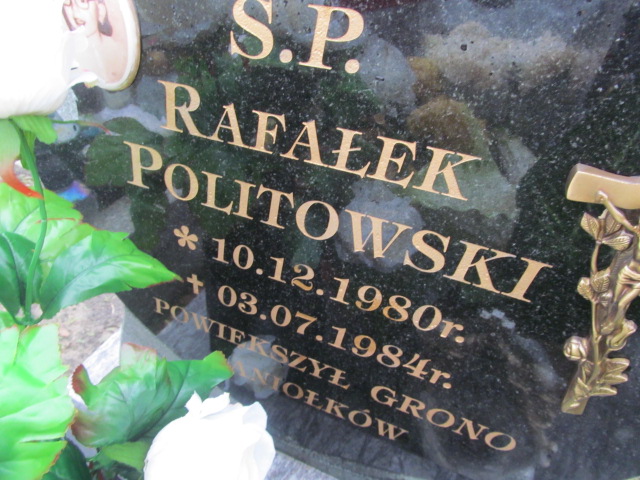 S.P.
RAFAŁEK
POLITOWSKI
* 10.12.1980r.
✝ 03.07.1984r.
POWIĘKSZYŁ GRONO
ANIOŁKÓW